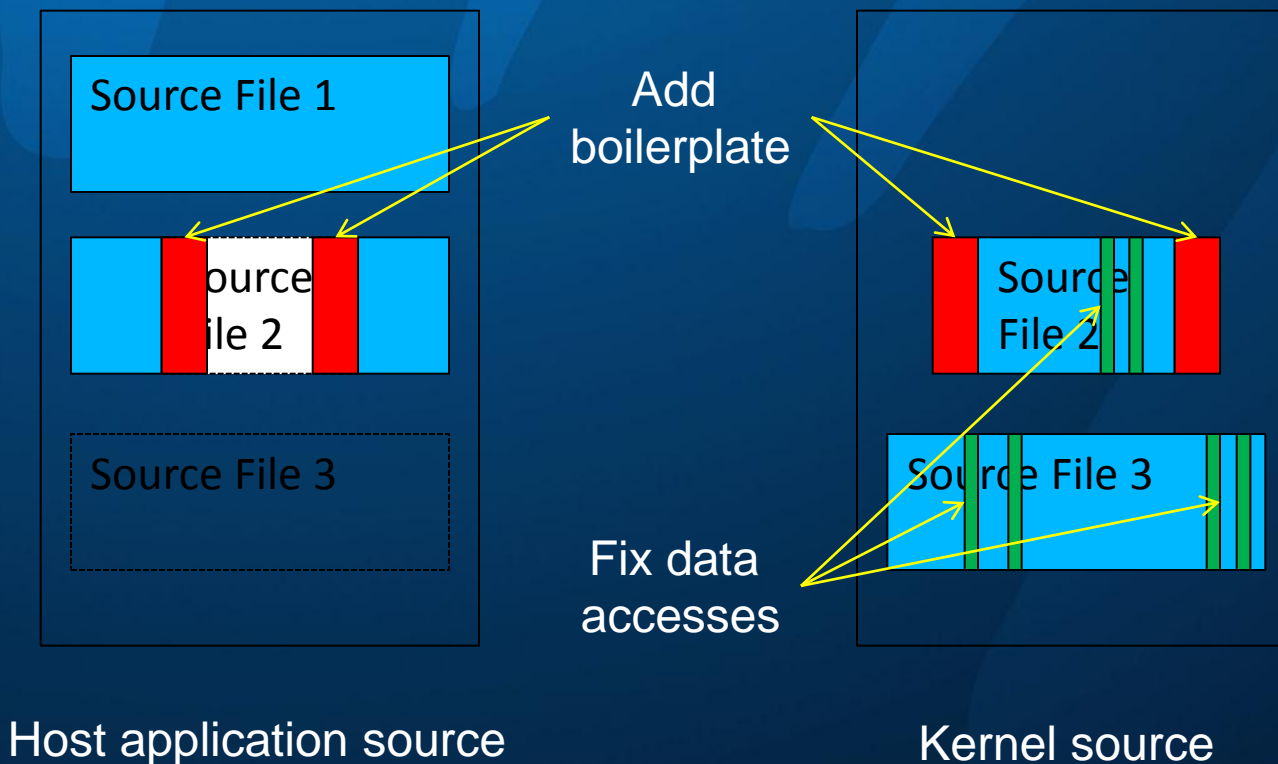 Source File 1
Add
boilerplate
ource
ile 2
Source
File 2
Source File 3
Source File 3
Fix data
accesses
Host application source
Kernel source